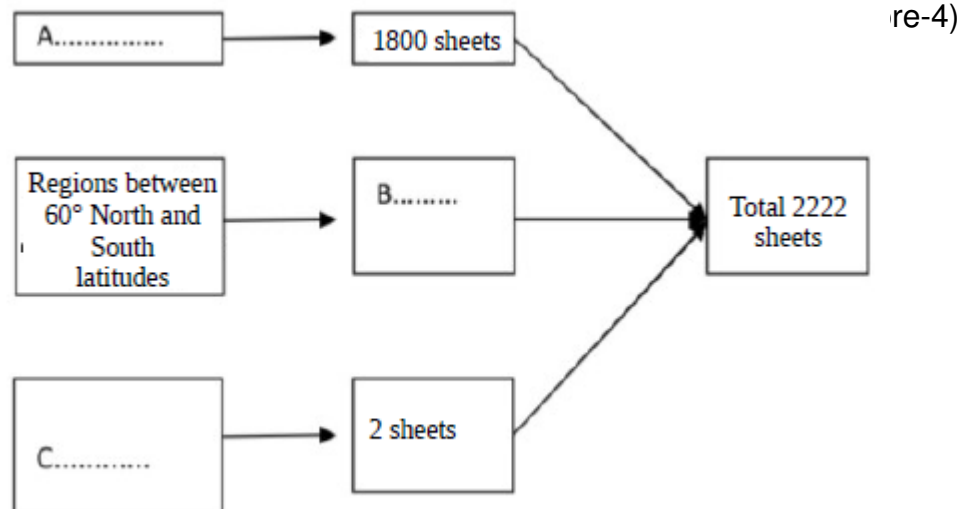 re-4)
A...............
1800 sheets
Regions between
60° North and
South
latitudes
B.........
Total 2222
sheets
C............
2 sheets